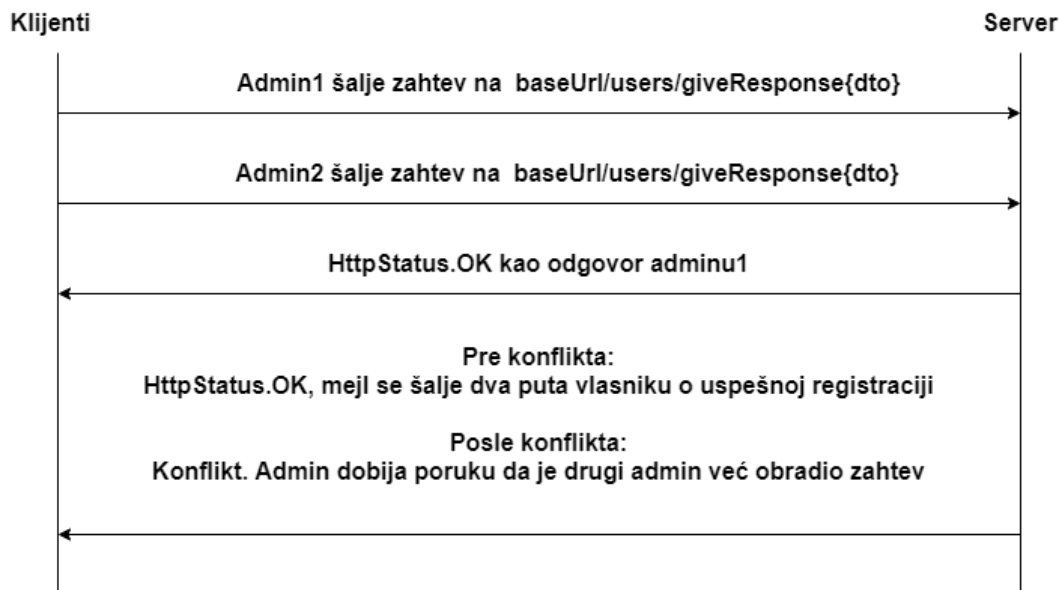 Klijenti
Server
Admin1 šalje zahtev na  baseUrl/users/giveResponse{dto}
Admin2 šalje zahtev na  baseUrl/users/giveResponse{dto}
HttpStatus.OK kao odgovor adminu1
Pre konflikta:
HttpStatus.OK, mejl se šalje dva puta vlasniku o uspešnoj registraciji
Posle konflikta:
Konflikt. Admin dobija poruku da je drugi admin već obradio zahtev